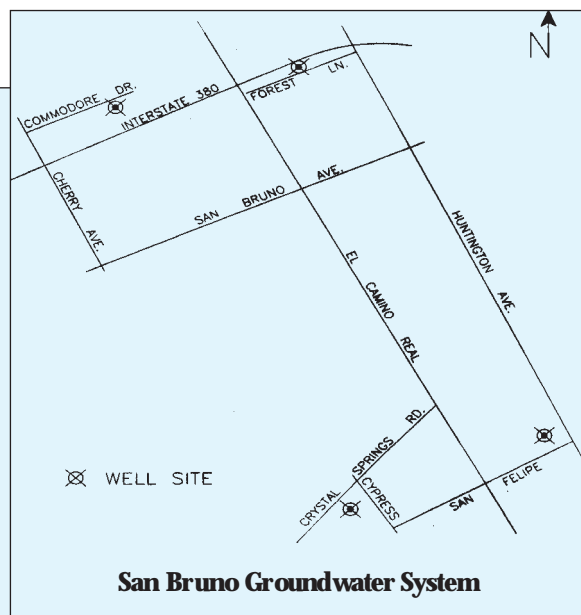 N
COMMODORE DR.
INTERSTATE 380
FOREST LN.
CHERRY AVE.
SAN BRUNO AVE.
HUNTINGTON AVE.
EL CAMINO REAL
CRYSTAL SPRINGS RD.
CYPRESS
SAN FELIPE
WELL SITE
San Bruno Groundwater System